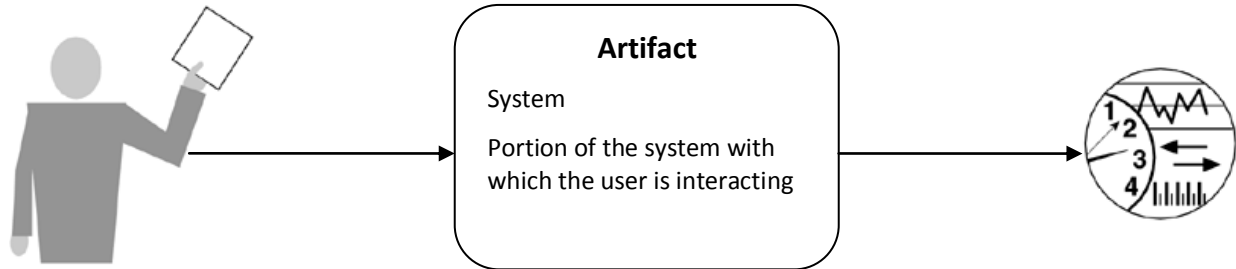 Artifact
System
Portion of the system with
which the user is interacting
1
2
3
4